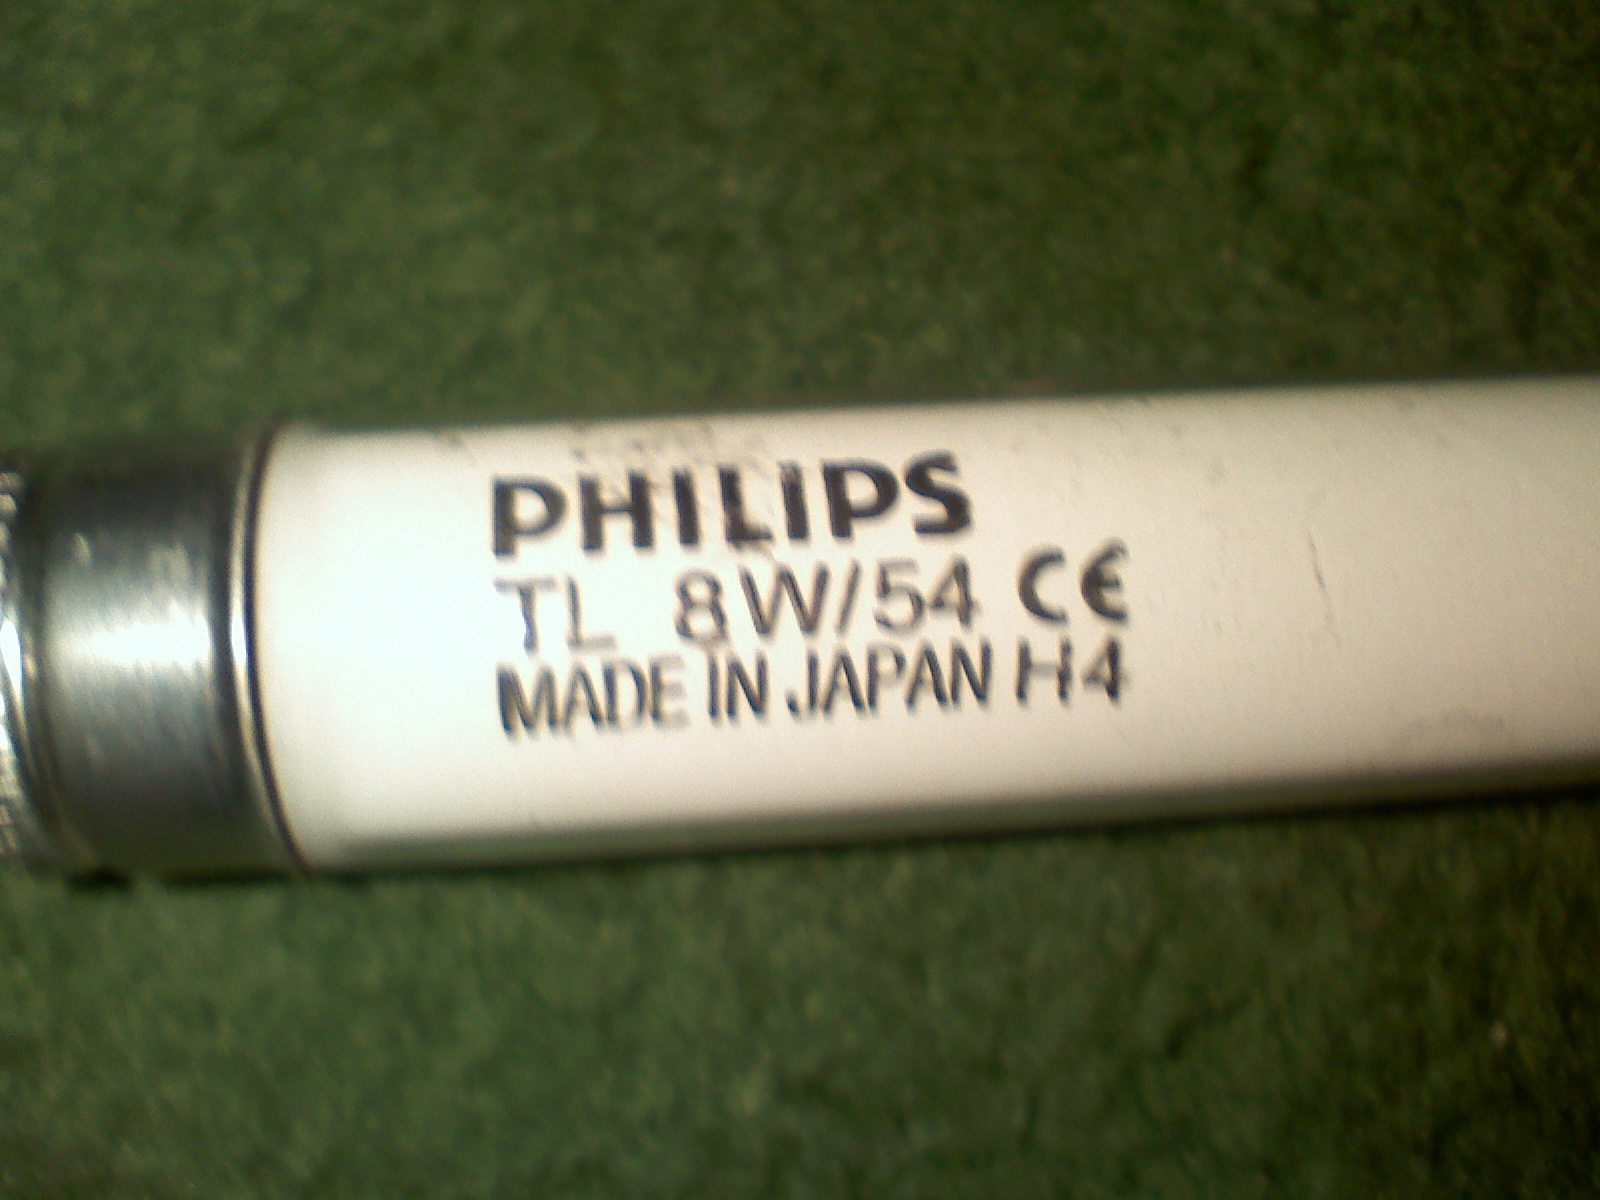 PHILIPS
TL 8W/54 CE
MADE IN JAPAN H4